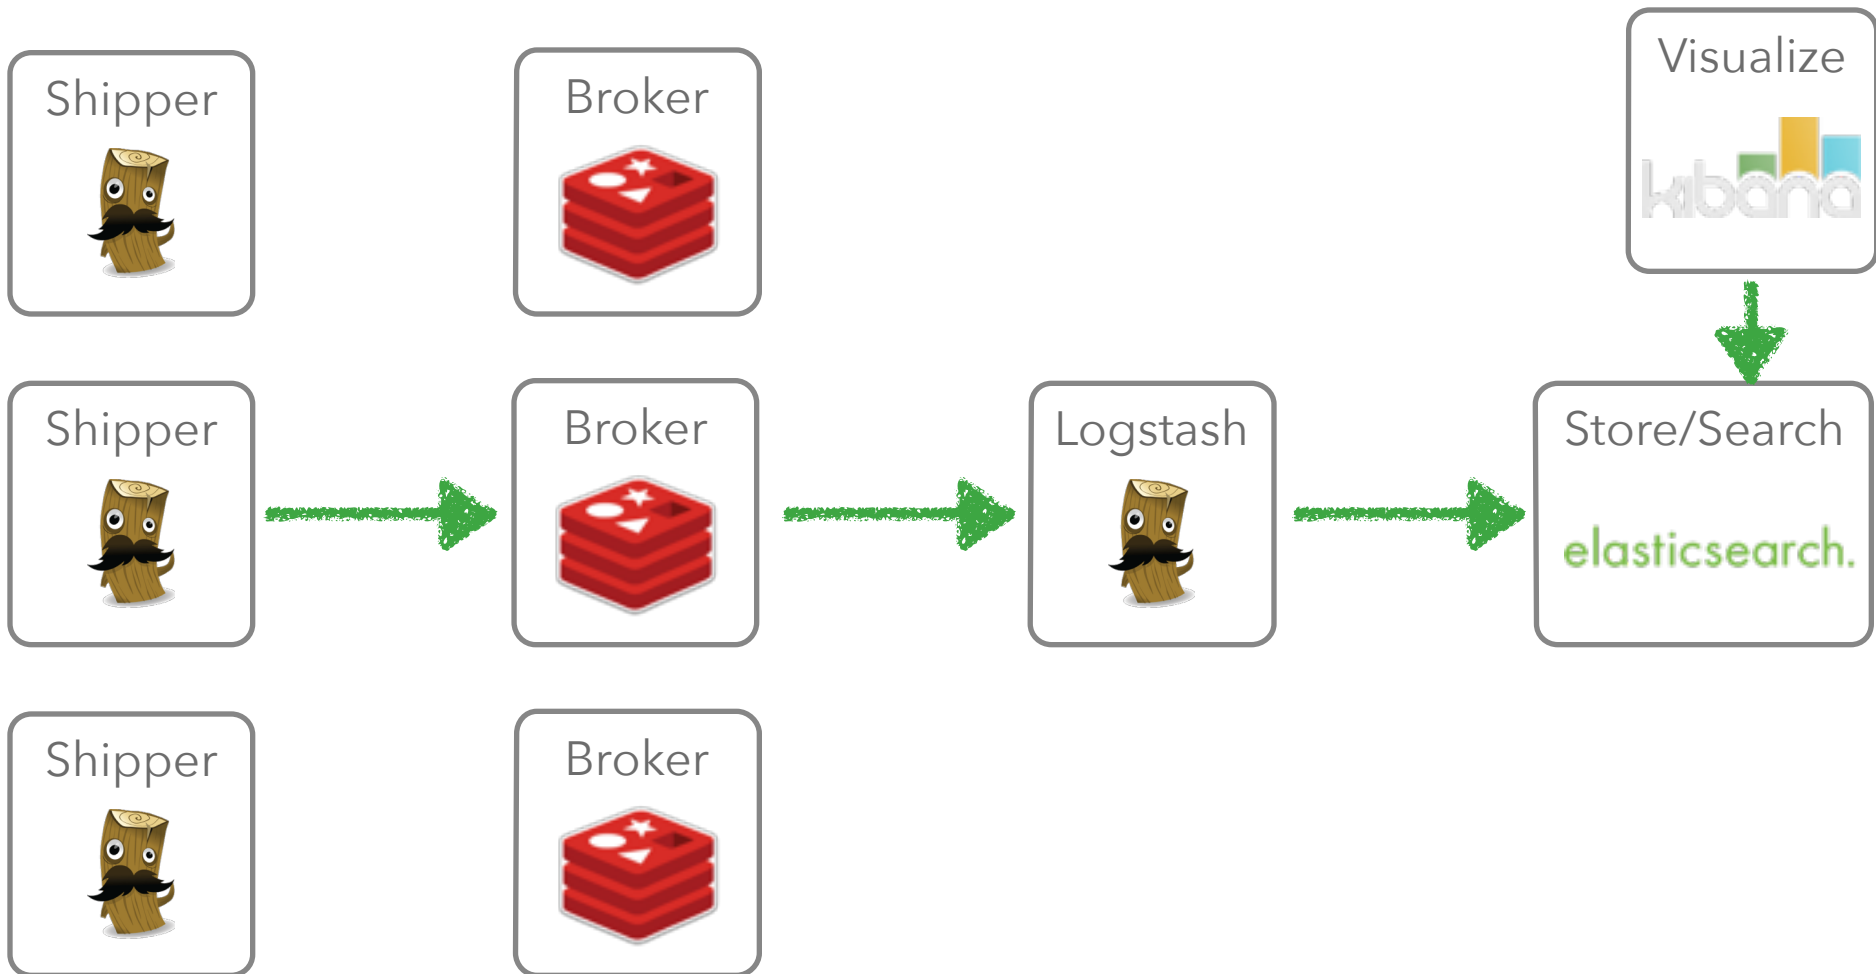 Shipper
Broker
Visualize
kibana
Shipper
Broker
Logstash
Store/Search
elasticsearch.
Shipper
Broker